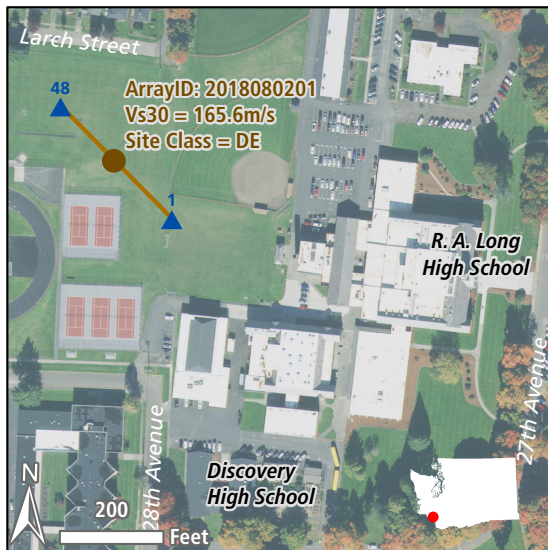 Larch Street
48
ArrayID: 2018080201
Vs30 = 165.6m/s
Site Class = DE
1
R. A. Long
High School
27th Avenue
28th Avenue
Discovery
High School
N
200
Feet